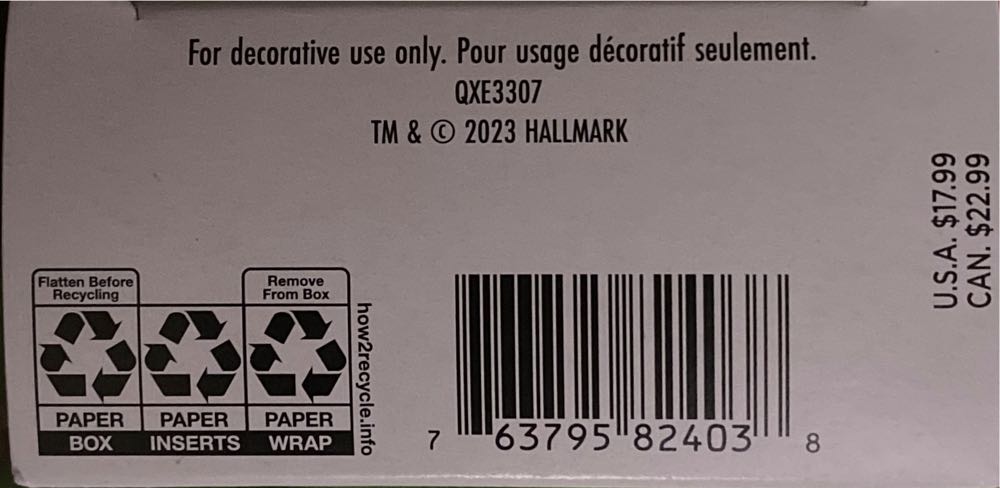 For decorative use only. Pour usage décoratif seulement.
QXE3307
TM & © 2023 HALLMARK
U.S.A. $17.99
CAN. $22.99
Flatten Before
Recycling
Remove
From Box
PAPER PAPER PAPER
BOX INSERTS WRAP
how2recycle.info
7 63795 82403 8